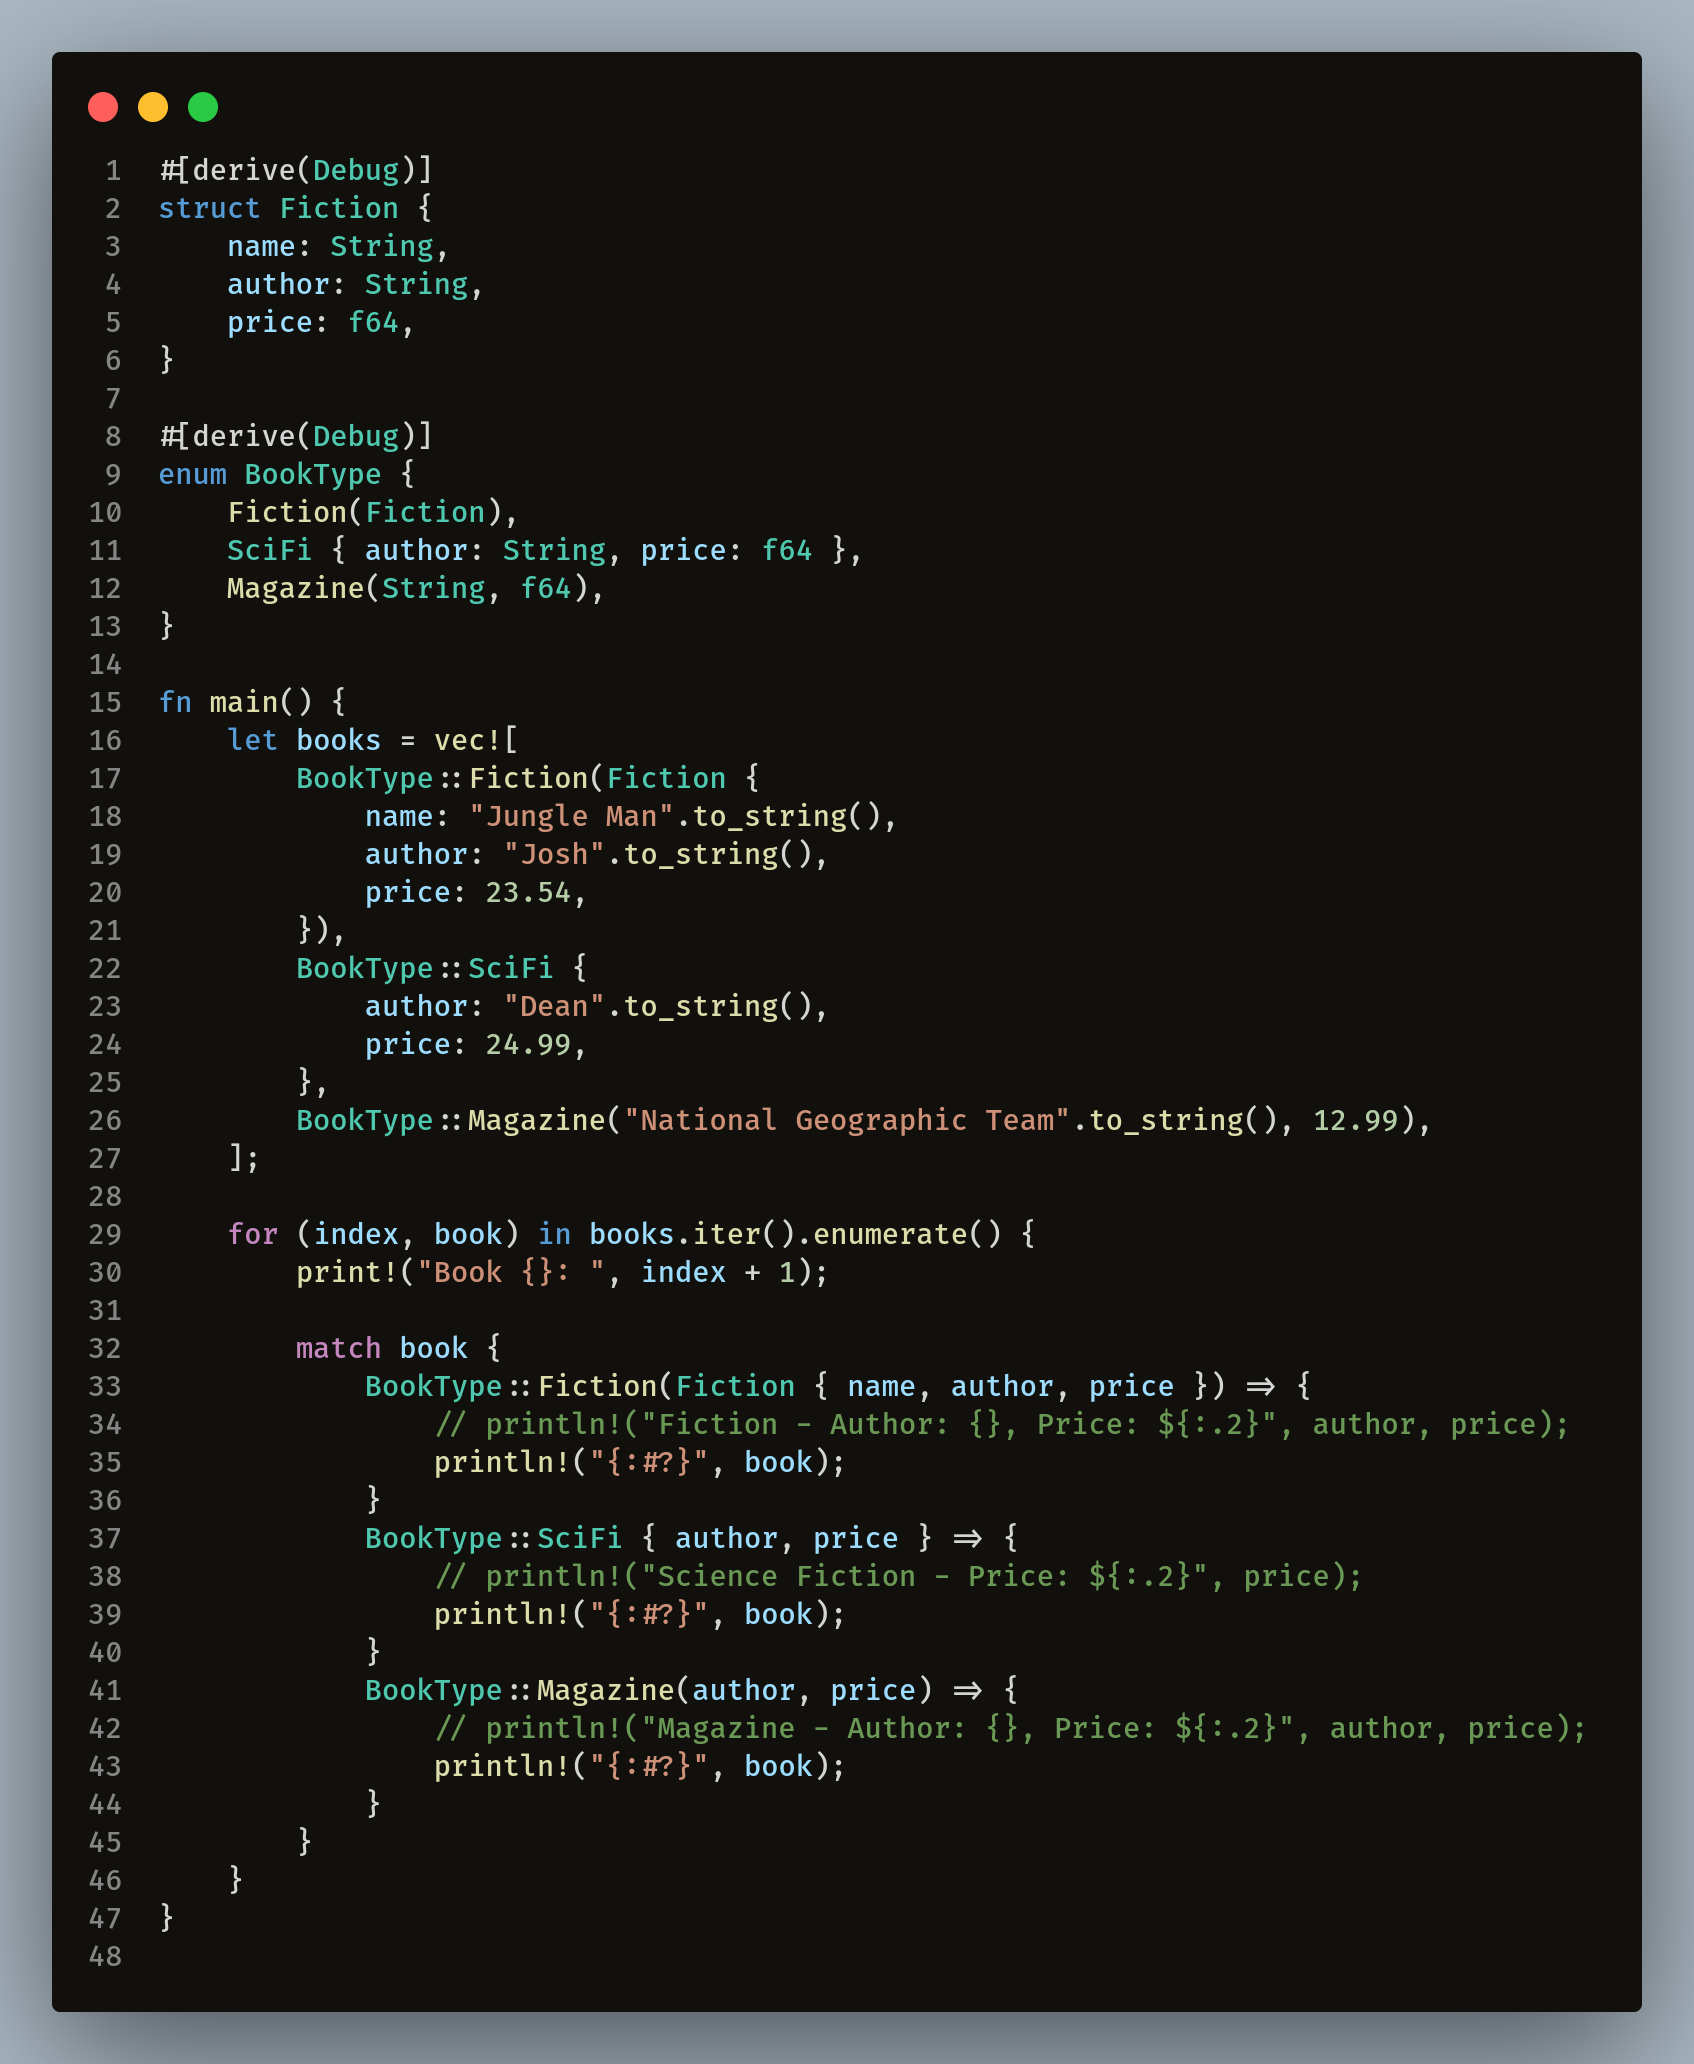 1 #[derive(Debug)]
2 struct Fiction {
3     name: String,
4     author: String,
5     price: f64,
6 }
7
8 #[derive(Debug)]
9 enum BookType {
10     Fiction(Fiction),
11     SciFi { author: String, price: f64 },
12     Magazine(String, f64),
13 }
14
15 fn main() {
16     let books = vec![
17         BookType::Fiction(Fiction {
18             name: "Jungle Man".to_string(),
19             author: "Josh".to_string(),
20             price: 23.54,
21         }),
22         BookType::SciFi {
23             author: "Dean".to_string(),
24             price: 24.99,
25         },
26         BookType::Magazine("National Geographic Team".to_string(), 12.99),
27     ];
28
29     for (index, book) in books.iter().enumerate() {
30         print!("Book {}: ", index + 1);
31
32         match book {
33             BookType::Fiction(Fiction { name, author, price }) => {
34                 // println!("Fiction - Author: {}, Price: ${:.2}", author, price);
35                 println!("{:#?}", book);
36             }
37             BookType::SciFi { author, price } => {
38                 // println!("Science Fiction - Price: ${:.2}", price);
39                 println!("{:#?}", book);
40             }
41             BookType::Magazine(author, price) => {
42                 // println!("Magazine - Author: {}, Price: ${:.2}", author, price);
43                 println!("{:#?}", book);
44             }
45         }
46     }
47 }
48